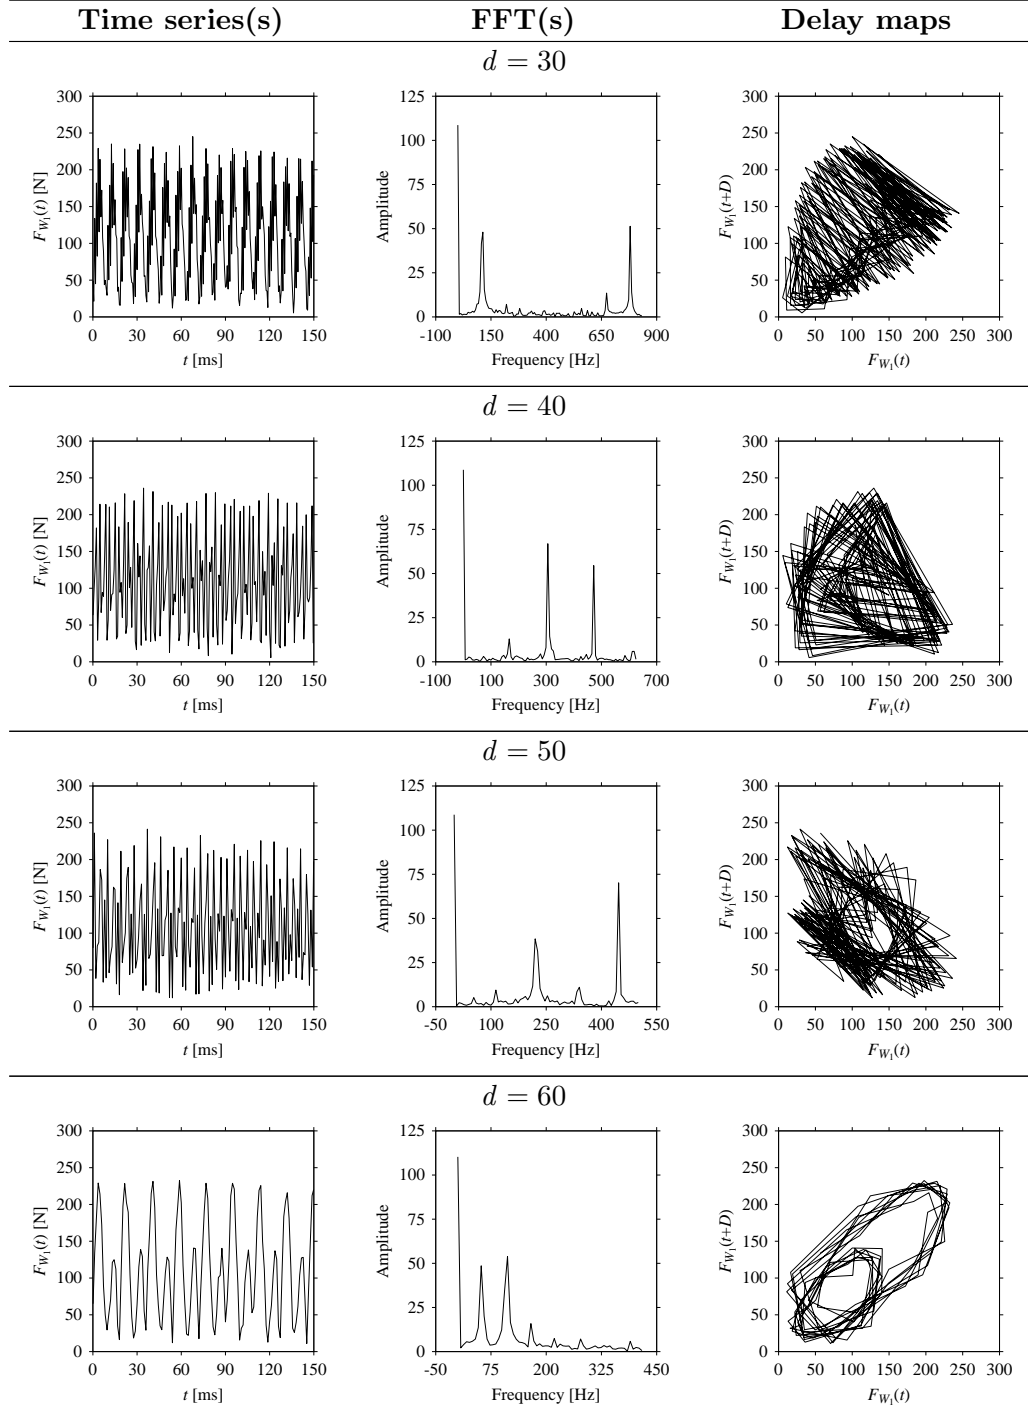 Time series(s) FFT(s) Delay maps
d = 30
300 250 200 150 100 50 0
F_{W_1}(t) [N]
0 30 60 90 120 150
t [ms]
125 100 75 50 25 0
Amplitude
-100 150 400 650 900
Frequency [Hz]
300 250 200 150 100 50 0
F_{W_1}(t+D)
0 50 100 150 200 250 300
F_{W_1}(t)
d = 40
300 250 200 150 100 50 0
F_{W_1}(t) [N]
0 30 60 90 120 150
t [ms]
125 100 75 50 25 0
Amplitude
-100 100 300 500 700
Frequency [Hz]
300 250 200 150 100 50 0
F_{W_1}(t+D)
0 50 100 150 200 250 300
F_{W_1}(t)
d = 50
300 250 200 150 100 50 0
F_{W_1}(t) [N]
0 30 60 90 120 150
t [ms]
125 100 75 50 25 0
Amplitude
-50 100 250 400 550
Frequency [Hz]
300 250 200 150 100 50 0
F_{W_1}(t+D)
0 50 100 150 200 250 300
F_{W_1}(t)
d = 60
300 250 200 150 100 50 0
F_{W_1}(t) [N]
0 30 60 90 120 150
t [ms]
125 100 75 50 25 0
Amplitude
-50 75 200 325 450
Frequency [Hz]
300 250 200 150 100 50 0
F_{W_1}(t+D)
0 50 100 150 200 250 300
F_{W_1}(t)